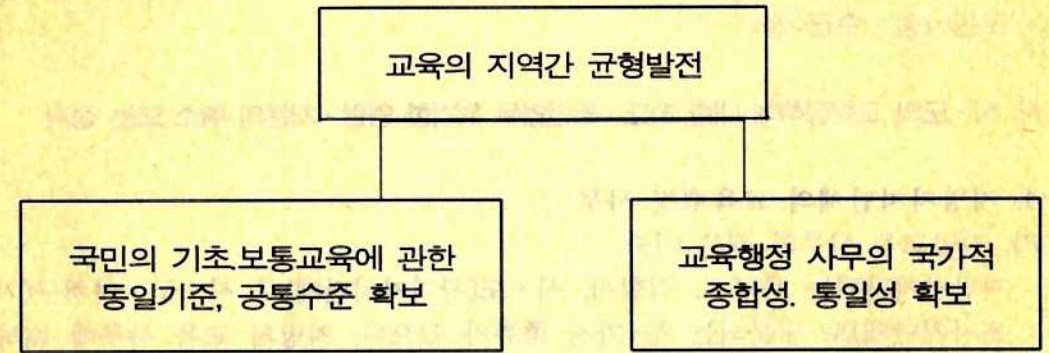 교육의 지역간 균형발전
국민의 기초.보통교육에 관한
동일기준, 공통수준 확보
교육행정 사무의 국가적
종합성. 통일성 확보